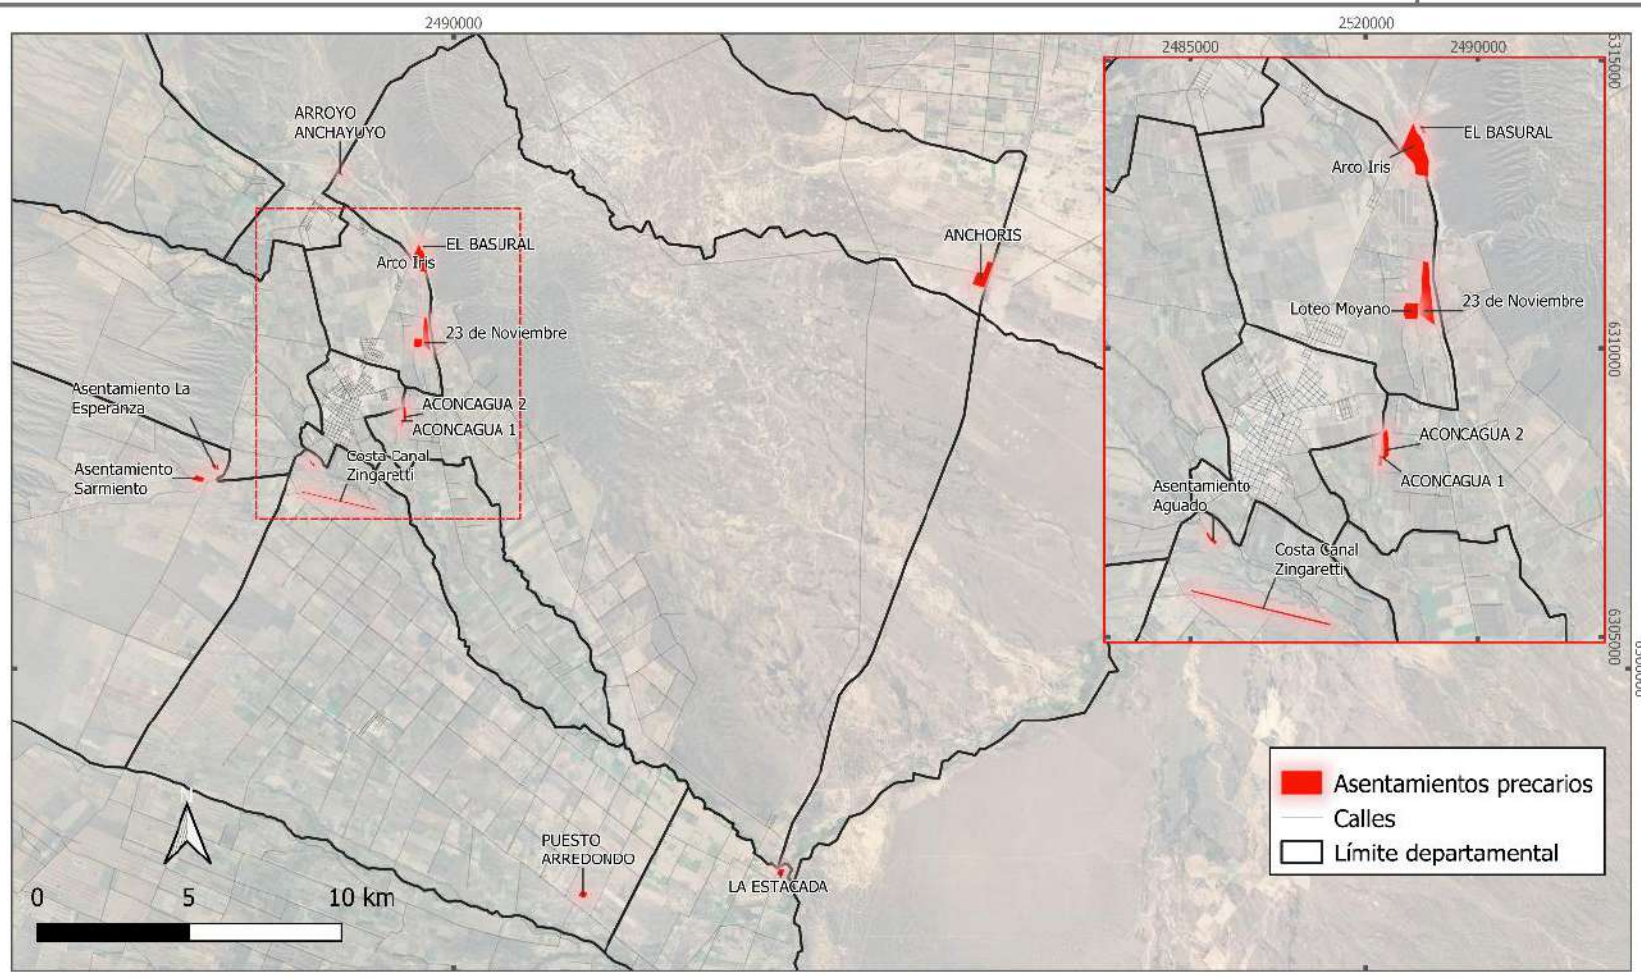 2490000
2520000
2485000
2490000
6315000
ARROYO
ANCHAYUYO
EL BASURAL
Arco Iris
ANCHORIS
EL BASURAL
Arco Iris
23 de Noviembre
Loteo Moyano
23 de Noviembre
6310000
Asentamiento La
Esperanza
ACONCAGUA 2
ACONCAGUA 1
ACONCAGUA 2
ACONCAGUA 1
Asentamiento
Sarmiento
Costa Canal
Zingaretti
Asentamiento
Aguado
Costa Canal
Zingaretti
6305000
Asentamientos precarios
Calles
Límite departamental
PUESTO
ARREDONDO
LA ESTACADA
N
0 5 10 km